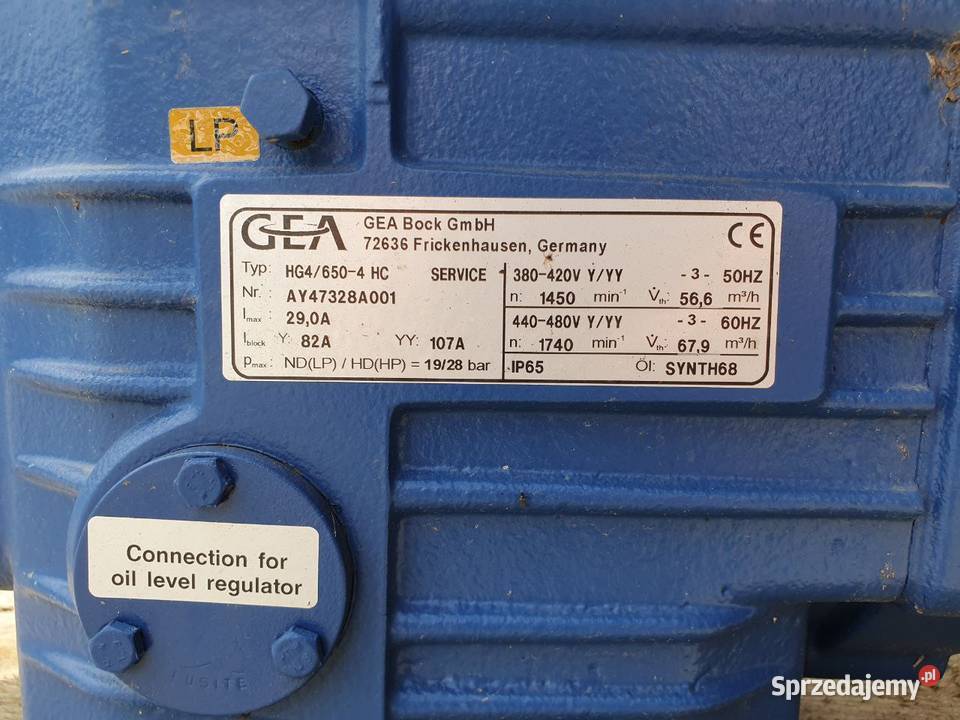 LP
GEA
GEA Bock GmbH
72636 Frickenhausen, Germany
CE
Typ: HG4/650-4 HC SERVICE
Nr.: AY47328A001
Imax: 29,0A
Iblock Y: 82A YY: 107A
pmax: ND(LP) / HD(HP) = 19/28 bar
380-420V Y/YY -3- 50HZ
n: 1450 min⁻¹ V̇th: 56,6 m³/h
440-480V Y/YY -3- 60HZ
n: 1740 min⁻¹ V̇th: 67,9 m³/h
IP65 Öl: SYNTH68
Connection for
oil level regulator
FUSITE
Sprzedajemy.pl